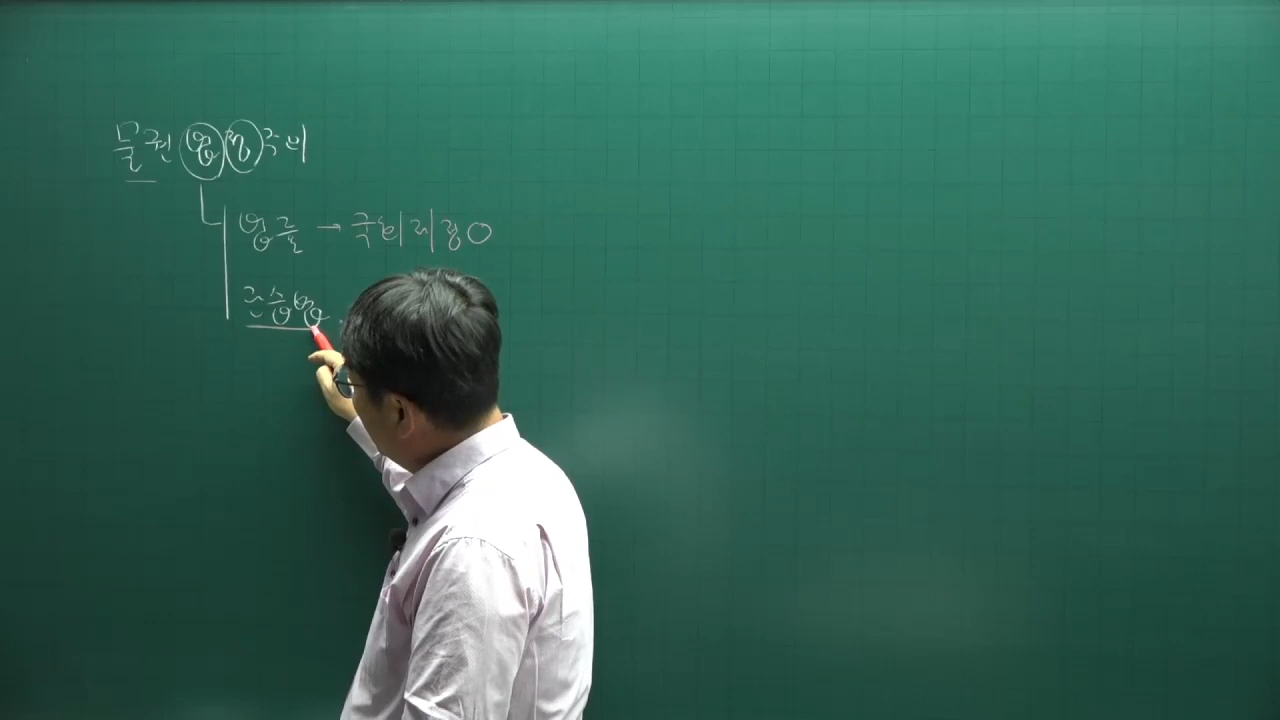 물권 법정주의
법률 → 국회제정○
관습법